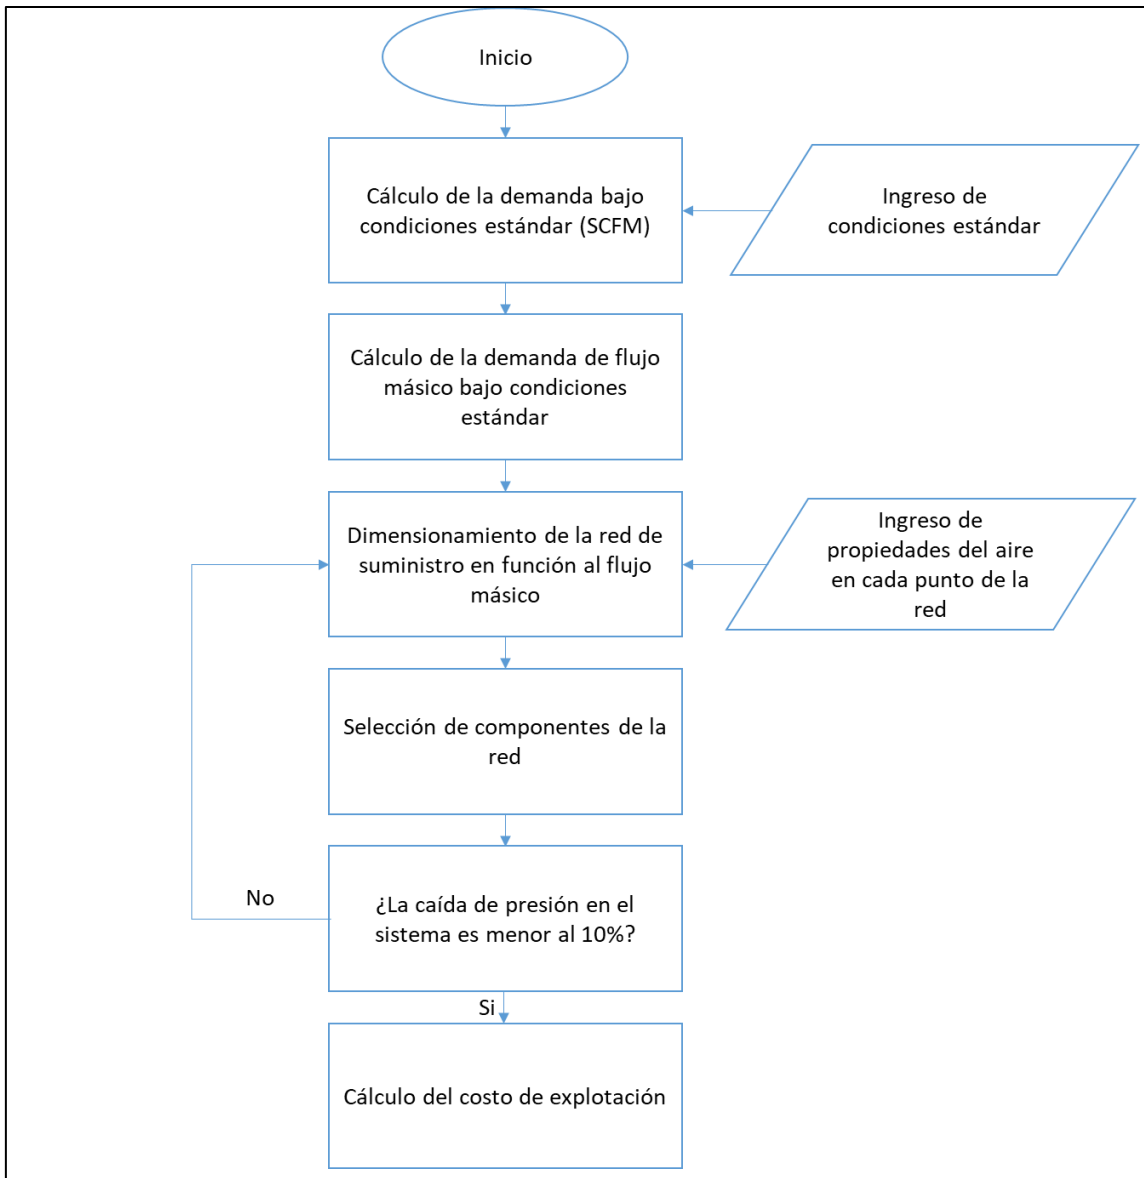 Inicio
Cálculo de la demanda bajo
condiciones estándar (SCFM)
Ingreso de
condiciones estándar
Cálculo de la demanda de flujo
másico bajo condiciones
estándar
Dimensionamiento de la red de
suministro en función al flujo
másico
Ingreso de
propiedades del aire
en cada punto de la
red
Selección de componentes de la
red
No
¿La caída de presión en el
sistema es menor al 10%?
Si
Cálculo del costo de explotación